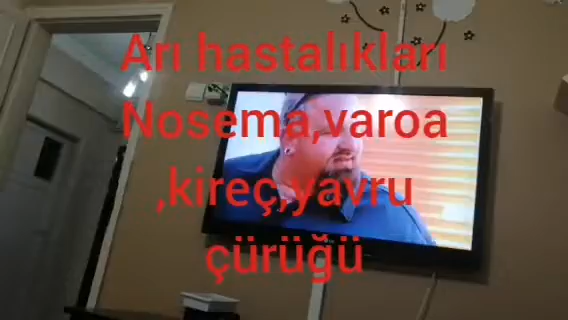 Arı hastalıkları
Nosema,varoa
,kireç,yavru
çürüğü